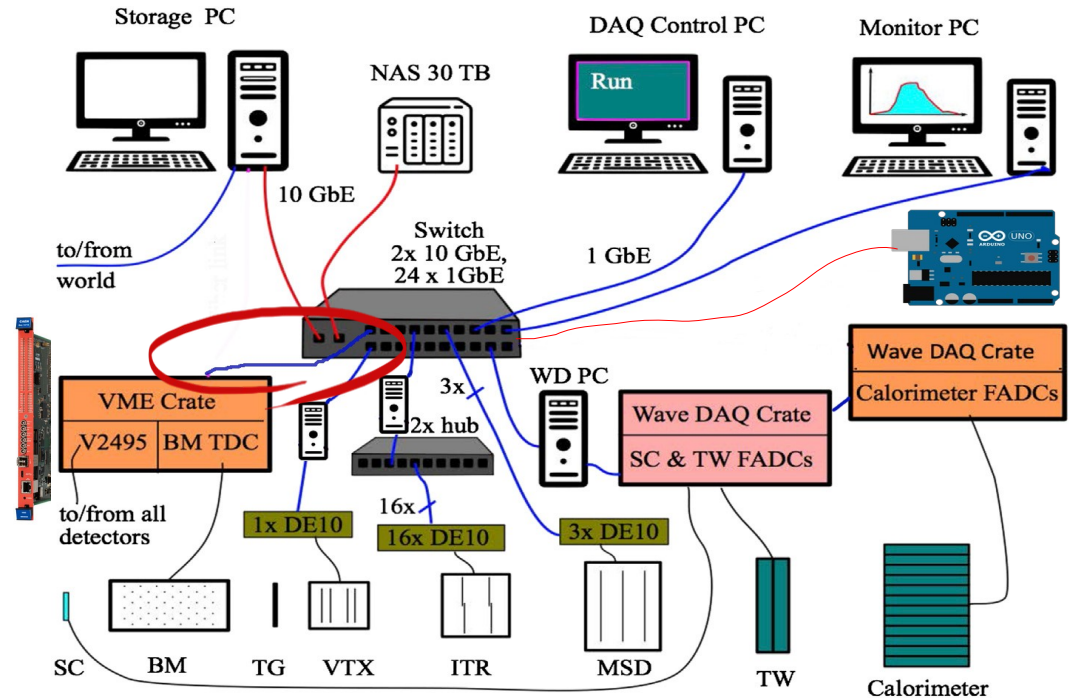 Storage PC
DAQ Control PC
Monitor PC
NAS 30 TB
Run
10 GbE
Switch
2x 10 GbE,
24 x 1GbE
1 GbE
to/from
world
ARDUINO
UNO
3x
WD PC
Wave DAQ Crate
Calorimeter FADCs
VME Crate
V2495
BM TDC
2x hub
Wave DAQ Crate
SC & TW FADCs
to/from all
detectors
16x
1x DE10
16x DE10
3x DE10
SC
BM
TG
VTX
ITR
MSD
TW
Calorimeter